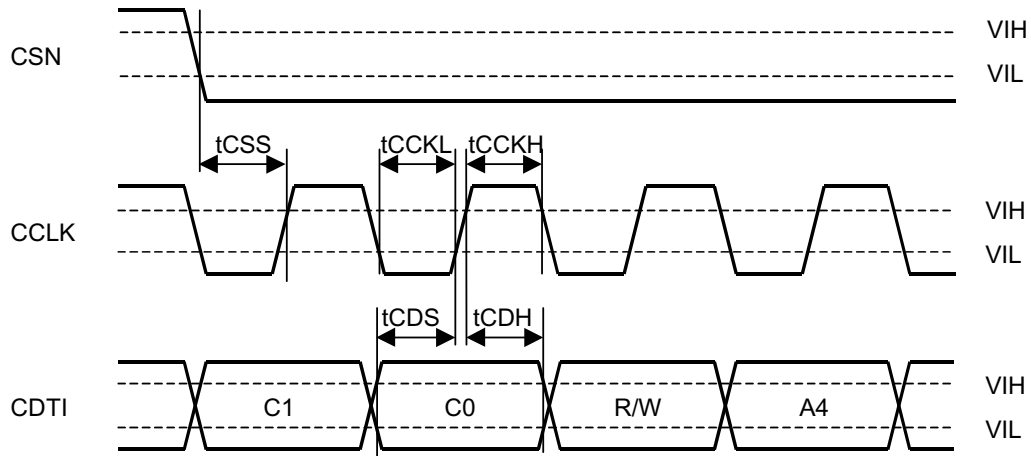 VIH
CSN
VIL
tCSS tCCKL tCCKH
VIH
CCLK
VIL
tCDS tCDH
VIH
CDTI C1 C0 R/W A4
VIL